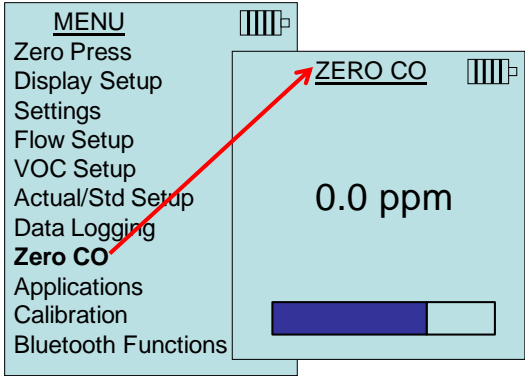 MENU
Zero Press
Display Setup
Settings
Flow Setup
VOC Setup
Actual/Std Setup
Data Logging
Zero CO
Applications
Calibration
Bluetooth Functions
ZERO CO
0.0 ppm